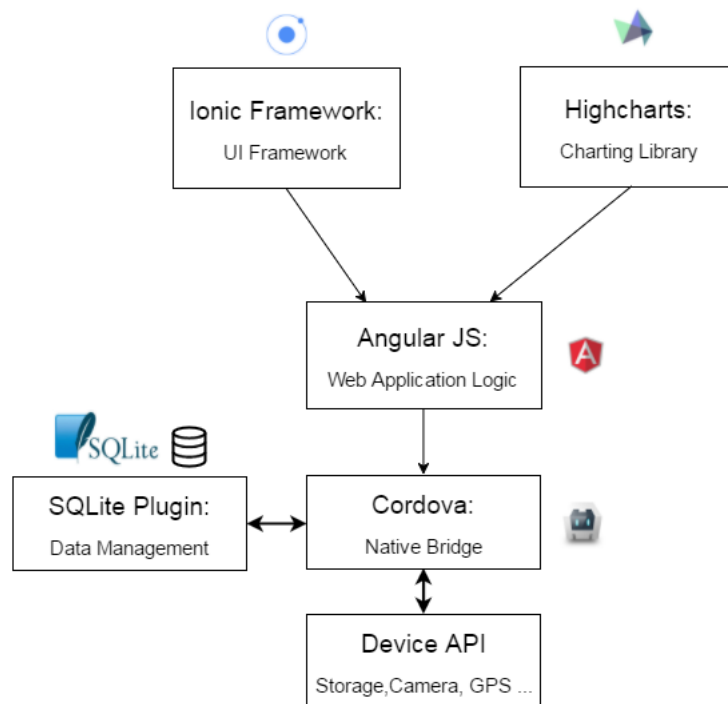 Ionic Framework:
UI Framework
Highcharts:
Charting Library
Angular JS:
Web Application Logic
SQLite
SQLite Plugin:
Data Management
Cordova:
Native Bridge
Device API
Storage,Camera, GPS ...